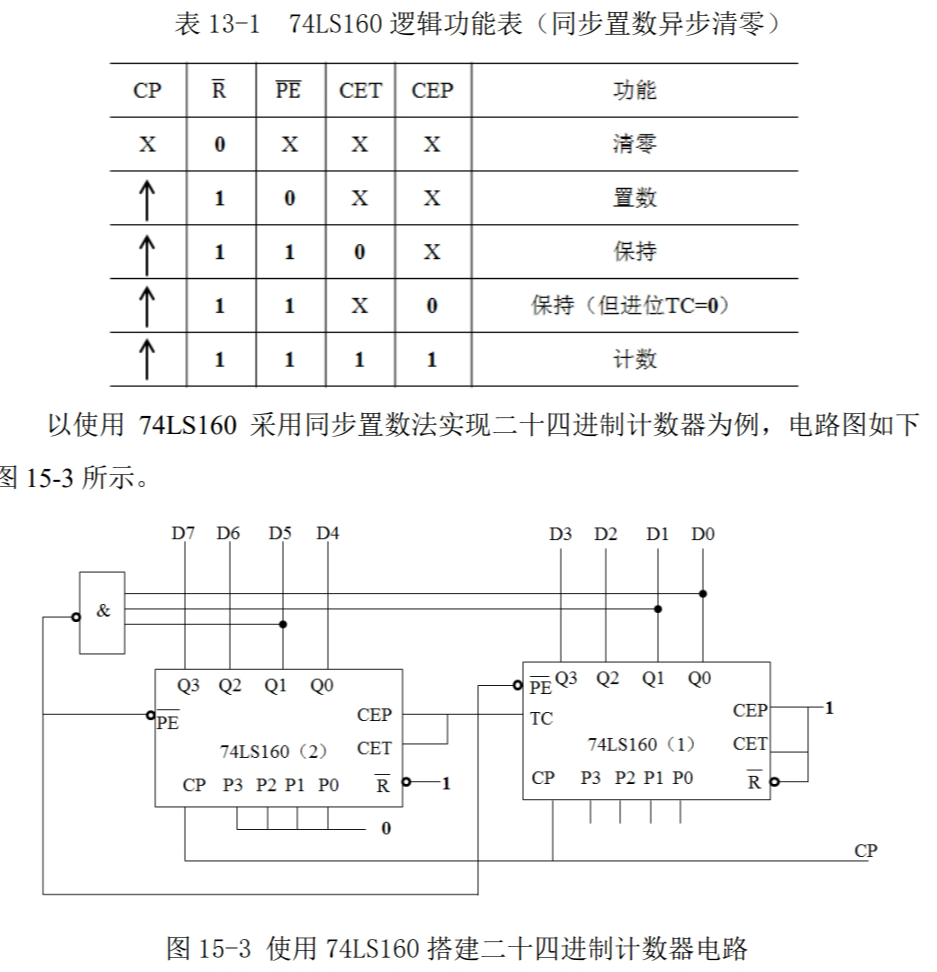 表 13-1 74LS160 逻辑功能表（同步置数异步清零）
CP R̅ P̅E̅ CET CEP 功能
X 0 X X X 清零
↑ 1 0 X X 置数
↑ 1 1 0 X 保持
↑ 1 1 X 0 保持（但进位TC=0）
↑ 1 1 1 1 计数
以使用 74LS160 采用同步置数法实现二十四进制计数器为例，电路图如下
图 15-3 所示。
D7 D6 D5 D4 D3 D2 D1 D0
&
Q3 Q2 Q1 Q0
P̅E̅
CEP
74LS160（2）
CET
CP P3 P2 P1 P0 R̅ 1
0
P̅E̅ Q3 Q2 Q1 Q0
TC
CEP 1
74LS160（1）
CET
CP P3 P2 P1 P0 R̅
CP
图 15-3 使用 74LS160 搭建二十四进制计数器电路